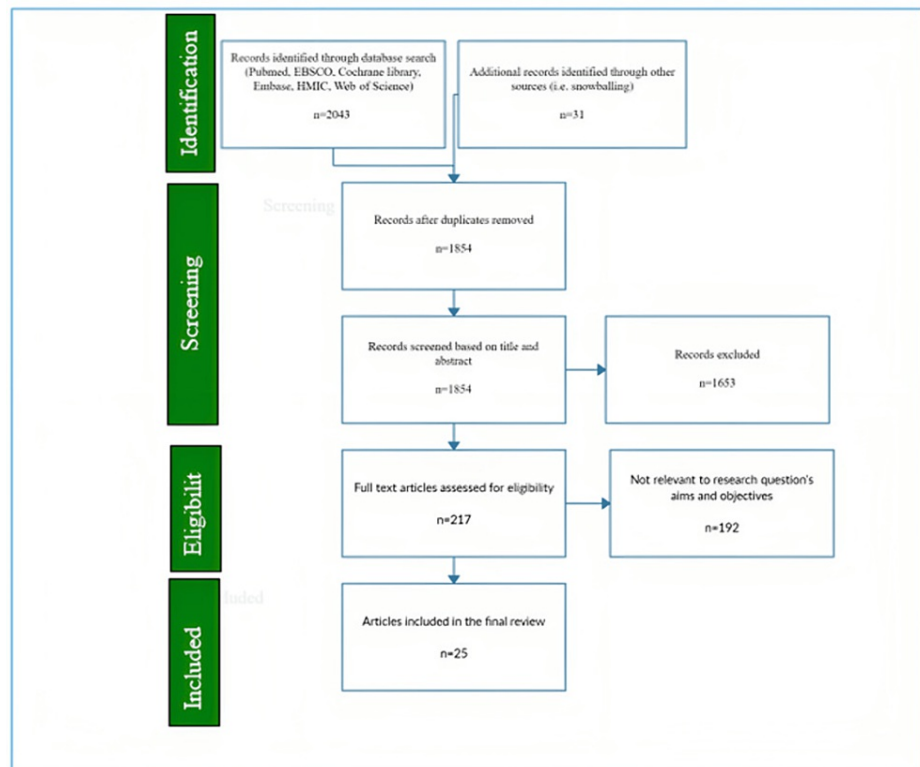 Identification
Records identified through database search
(Pubmed, EBSCO, Cochrane library,
Embase, HMIC, Web of Science)
n=2043
Additional records identified through other
sources (i.e. snowballing)
n=31
Screening
Screening
Records after duplicates removed
n=1854
Records screened based on title and
abstract
n=1854
Records excluded
n=1653
Eligibilit
Full text articles assessed for eligibility
n=217
Not relevant to research question's
aims and objectives
n=192
Included
luded
Articles included in the final review
n=25